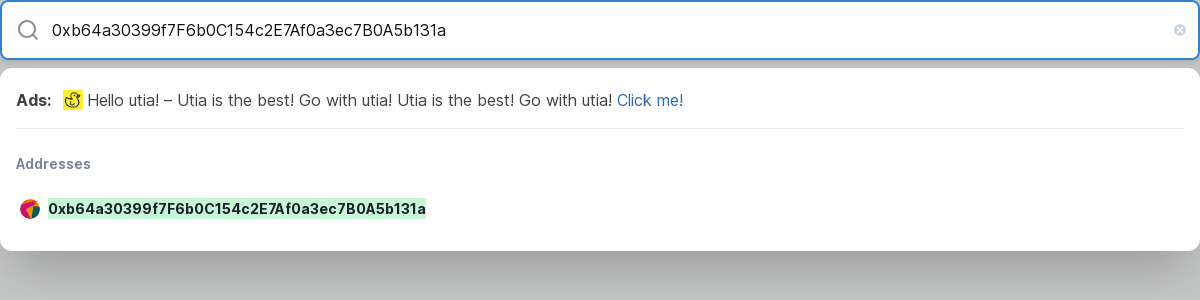 0xb64a30399f7F6b0C154c2E7Af0a3ec7B0A5b131a
Ads: Hello utia! – Utia is the best! Go with utia! Utia is the best! Go with utia! Click me!
Addresses
0xb64a30399f7F6b0C154c2E7Af0a3ec7B0A5b131a